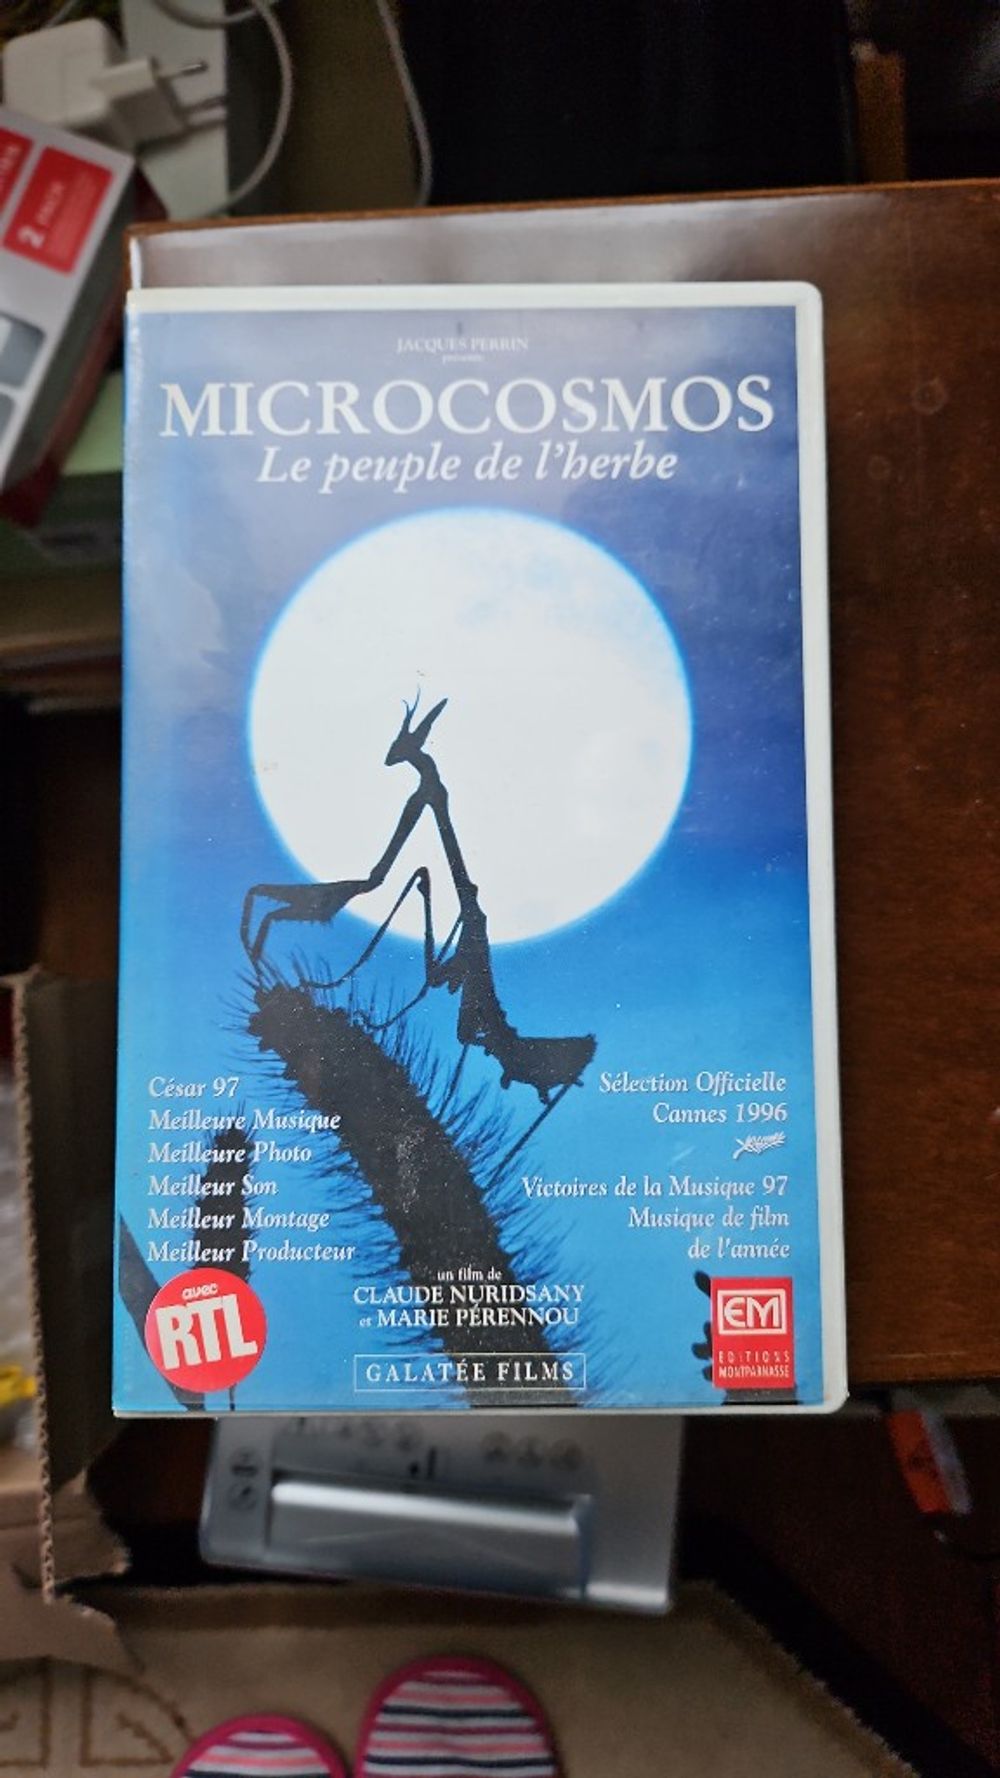 2 PACK
JACQUES PERRIN
présente
MICROCOSMOS
Le peuple de l'herbe
César 97
Meilleure Musique
Meilleure Photo
Meilleur Son
Meilleur Montage
Meilleur Producteur
Sélection Officielle
Cannes 1996
Victoires de la Musique 97
Musique de film
de l'année
avec
RTL
un film de
CLAUDE NURIDSANY
et MARIE PÉRENNOU
GALATÉE FILMS
EM
EDITIONS
MONTPARNASSE